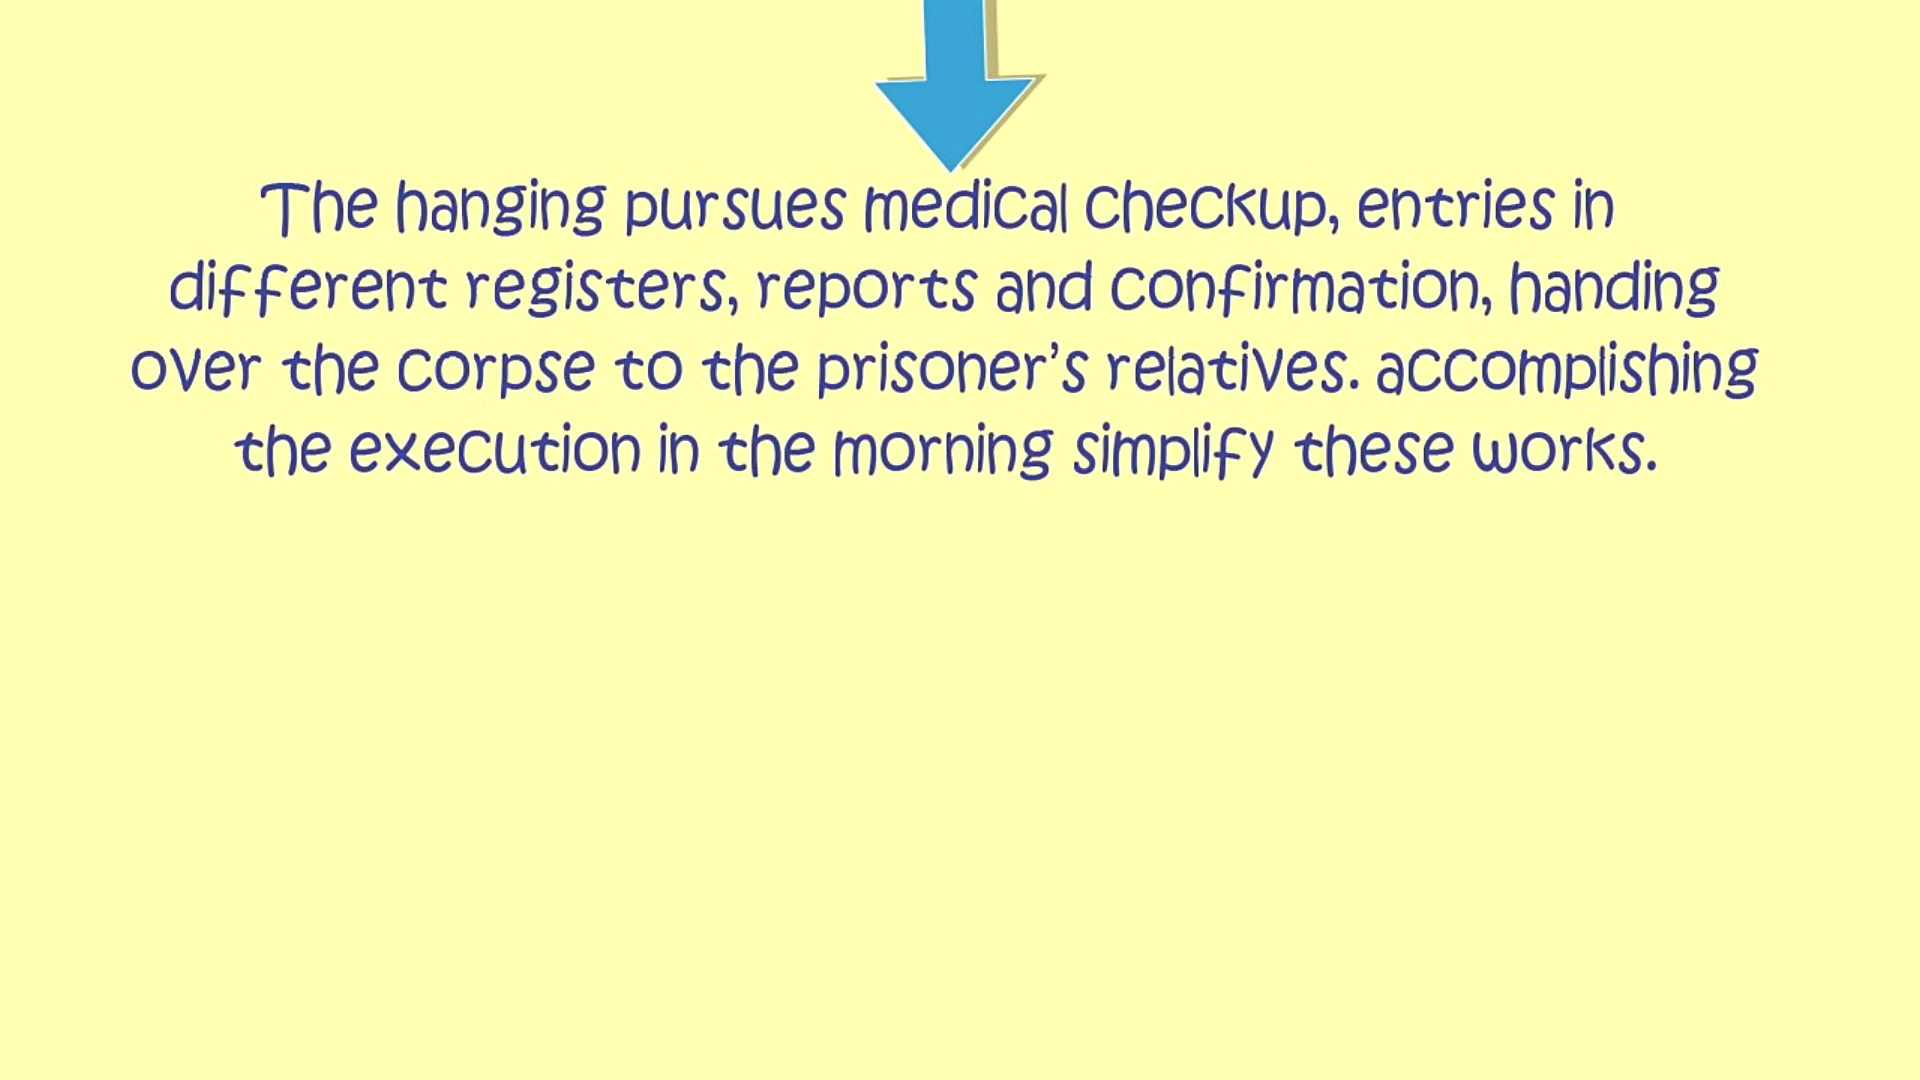 The hanging pursues medical checkup, entries in
different registers, reports and confirmation, handing
over the corpse to the prisoner’s relatives. accomplishing
the execution in the morning simplify these works.